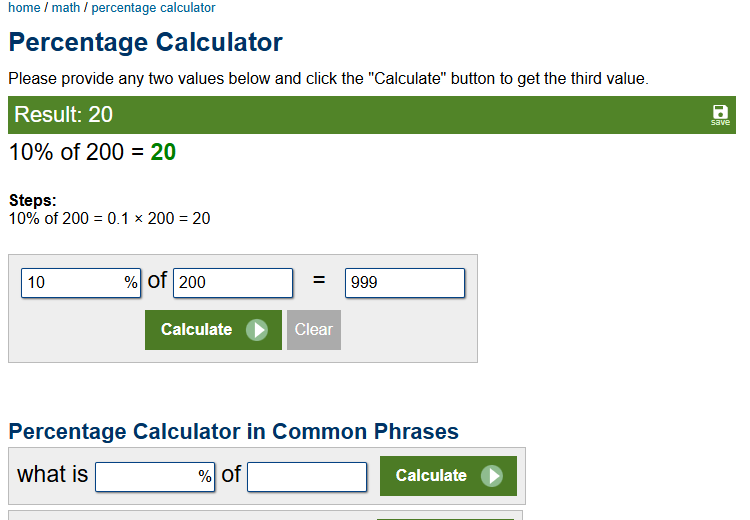 home / math / percentage calculator
Percentage Calculator
Please provide any two values below and click the "Calculate" button to get the third value.
Result: 20
save
10% of 200 = 20
Steps:
10% of 200 = 0.1 × 200 = 20
10 % of 200 = 999
Calculate Clear
Percentage Calculator in Common Phrases
what is % of Calculate